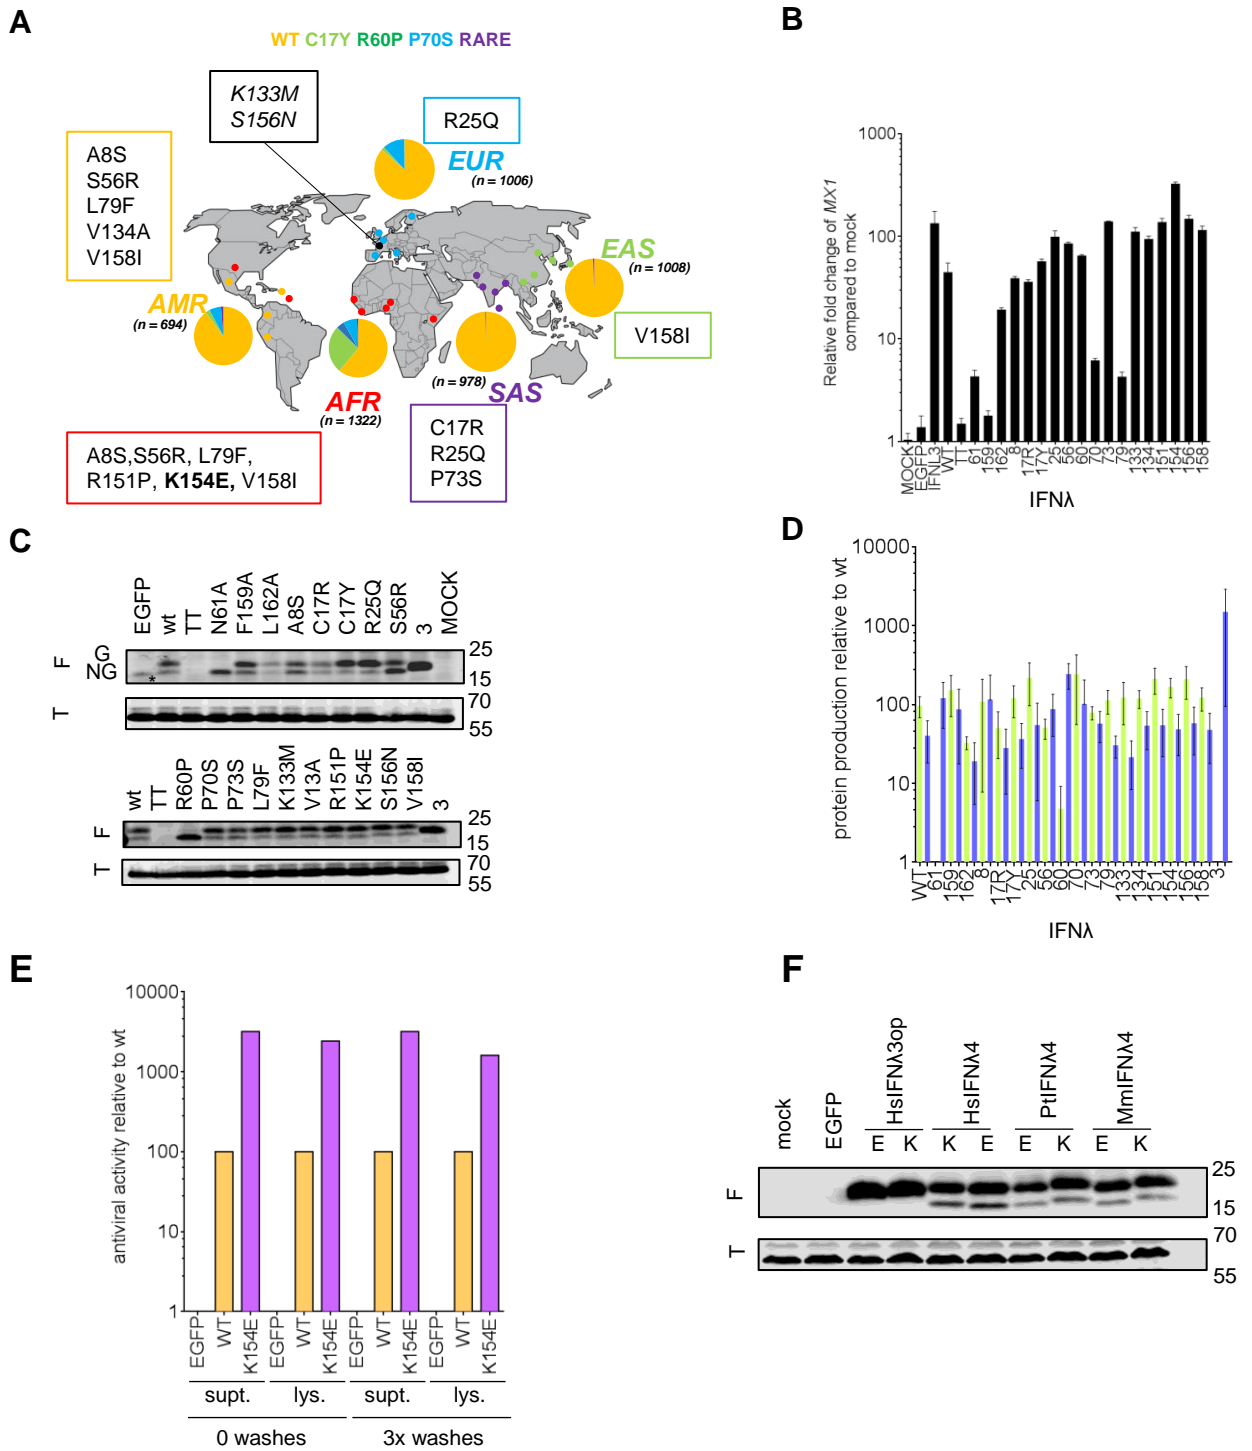 A
WT C17Y R60P P70S RARE
K133M
S156N
R25Q
EUR
(n = 1006)
A8S
S56R
L79F
V134A
V158I
EAS
(n = 1008)
AMR
(n = 694)
V158I
(n = 978)
SAS
AFR
(n = 1322)
C17R
R25Q
P73S
A8S,S56R, L79F,
R151P, K154E, V158I
B
Relative fold change of MX1
compared to mock
1000
100
10
1
MOCK
EGFP
IFNL3
WT
TT
61
159
162
8
17R
17Y
25
56
60
70
73
79
133
134
151
154
156
158
IFNλ
C
EGFP
wt
TT
N61A
F159A
L162A
A8S
C17R
C17Y
R25Q
S56R
3
MOCK
F
G
NG
*
25
15
T
70
55
wt
TT
R60P
P70S
P73S
L79F
K133M
V13A
R151P
K154E
S156N
V158I
3
F
25
15
T
70
55
D
protein production relative to wt
10000
1000
100
10
1
WT
61
159
162
8
17R
17Y
25
56
60
70
73
79
133
134
151
154
156
158
3
IFNλ
E
antiviral activity relative to wt
10000
1000
100
10
1
EGFP
WT
K154E
EGFP
WT
K154E
EGFP
WT
K154E
EGFP
WT
K154E
supt. lys. supt. lys.
0 washes 3x washes
F
mock
EGFP
HsIFNλ3op
HsIFNλ4
PtIFNλ4
MmIFNλ4
E K K E E K E K
F
25
15
T
70
55